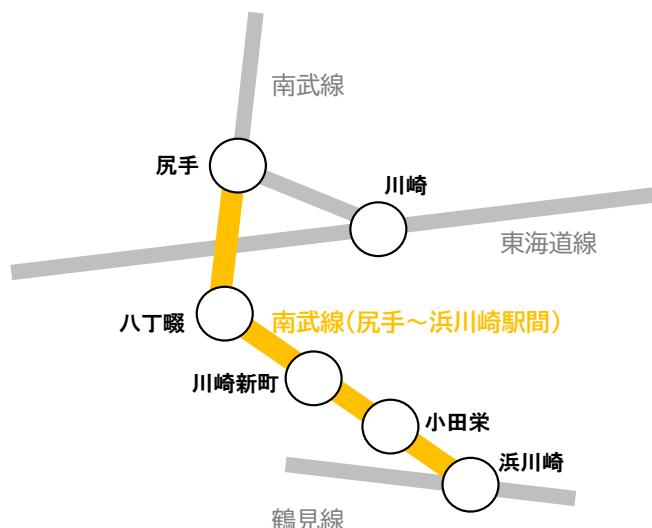 南武線
尻手
川崎
東海道線
八丁畷
南武線(尻手～浜川崎駅間)
川崎新町
小田栄
浜川崎
鶴見線